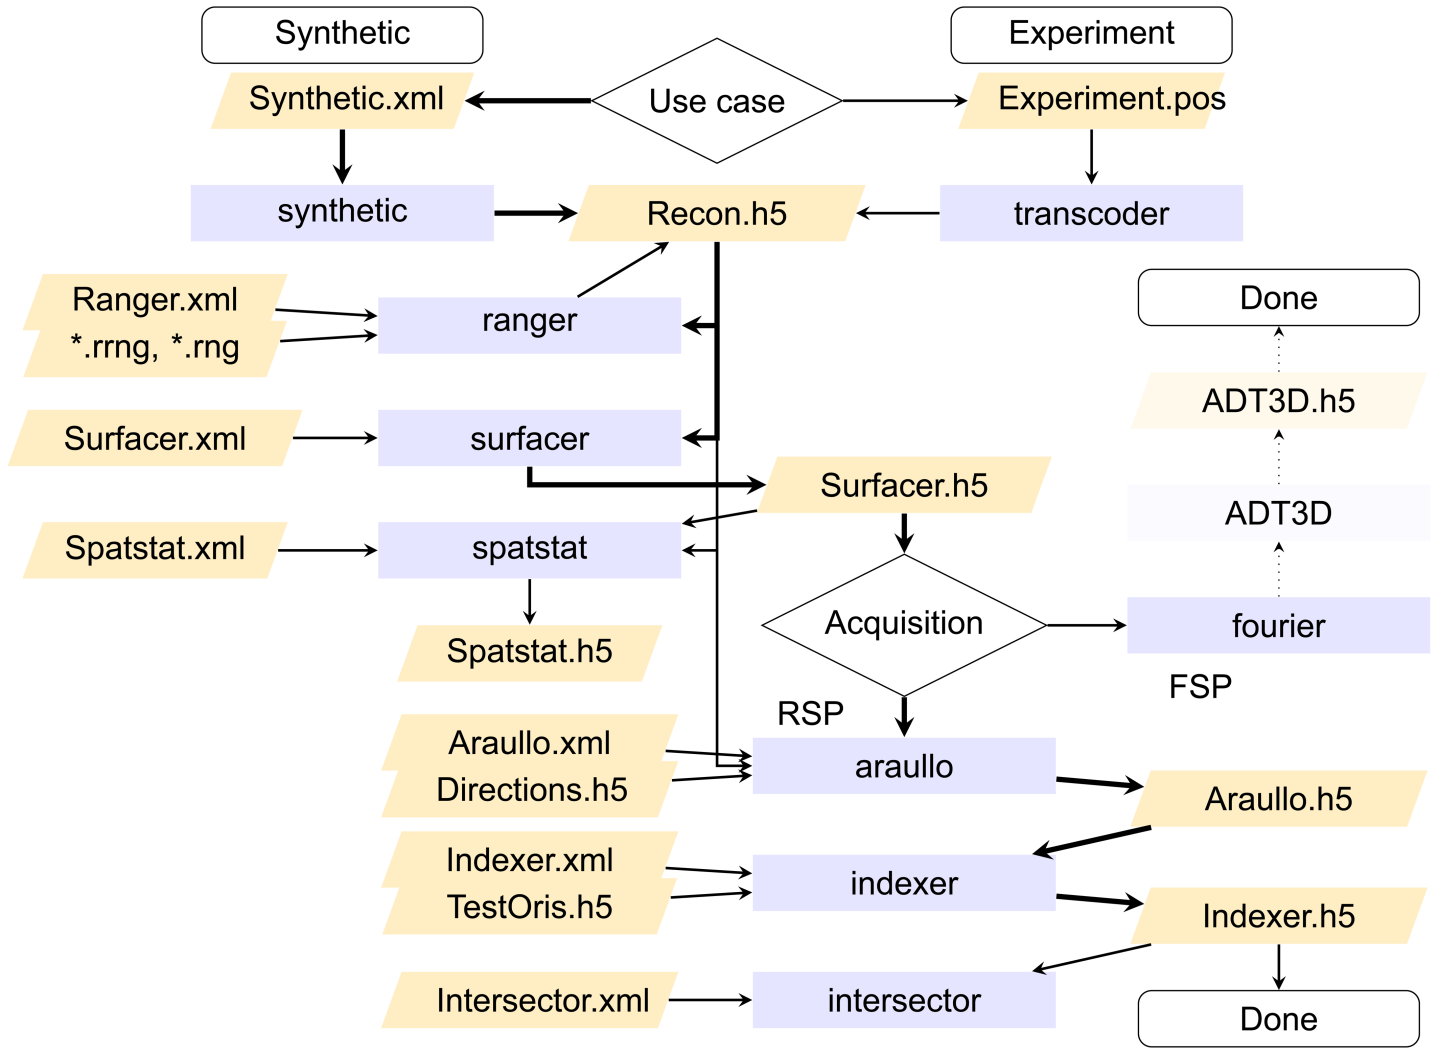 Synthetic
Experiment
Synthetic.xml
Use case
Experiment.pos
synthetic
Recon.h5
transcoder
Ranger.xml
*.rrng, *.rng
ranger
Done
ADT3D.h5
Surfacer.xml
surfacer
Surfacer.h5
ADT3D
Spatstat.xml
spatstat
Acquisition
fourier
Spatstat.h5
FSP
RSP
Araullo.xml
Directions.h5
araullo
Araullo.h5
Indexer.xml
TestOris.h5
indexer
Indexer.h5
Intersector.xml
intersector
Done